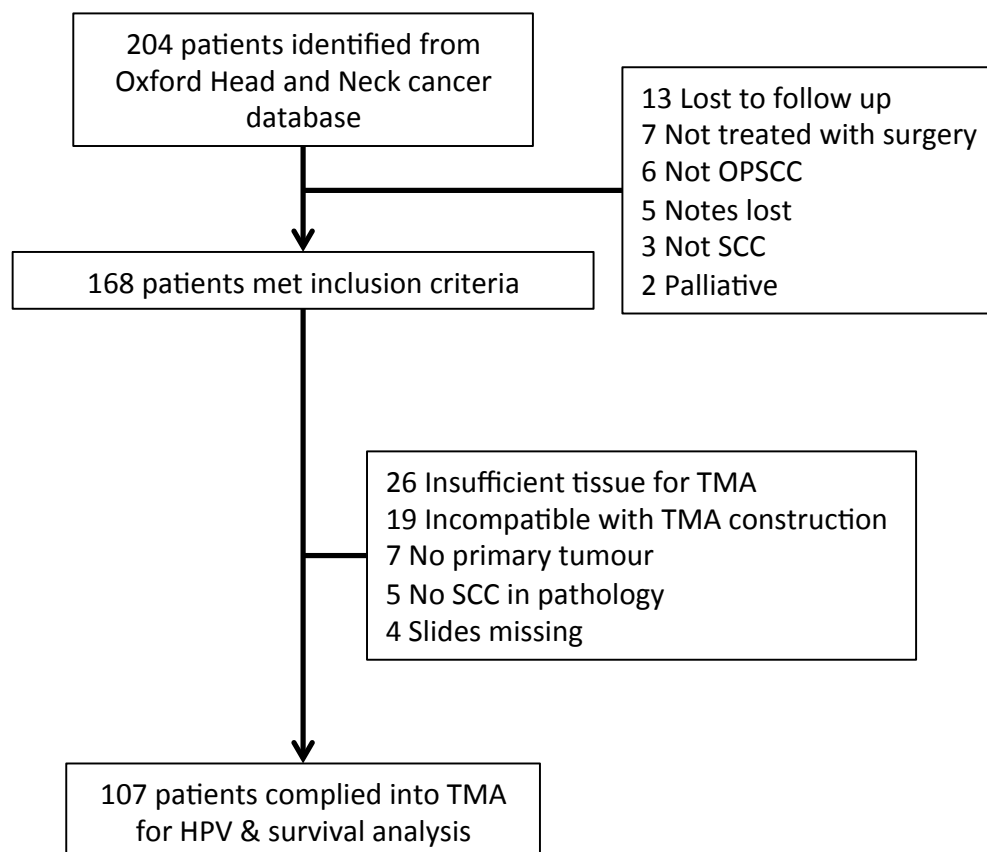 204 patients identified from
Oxford Head and Neck cancer
database
13 Lost to follow up
7 Not treated with surgery
6 Not OPSCC
5 Notes lost
3 Not SCC
2 Palliative
168 patients met inclusion criteria
26 Insufficient tissue for TMA
19 Incompatible with TMA construction
7 No primary tumour
5 No SCC in pathology
4 Slides missing
107 patients complied into TMA
for HPV & survival analysis